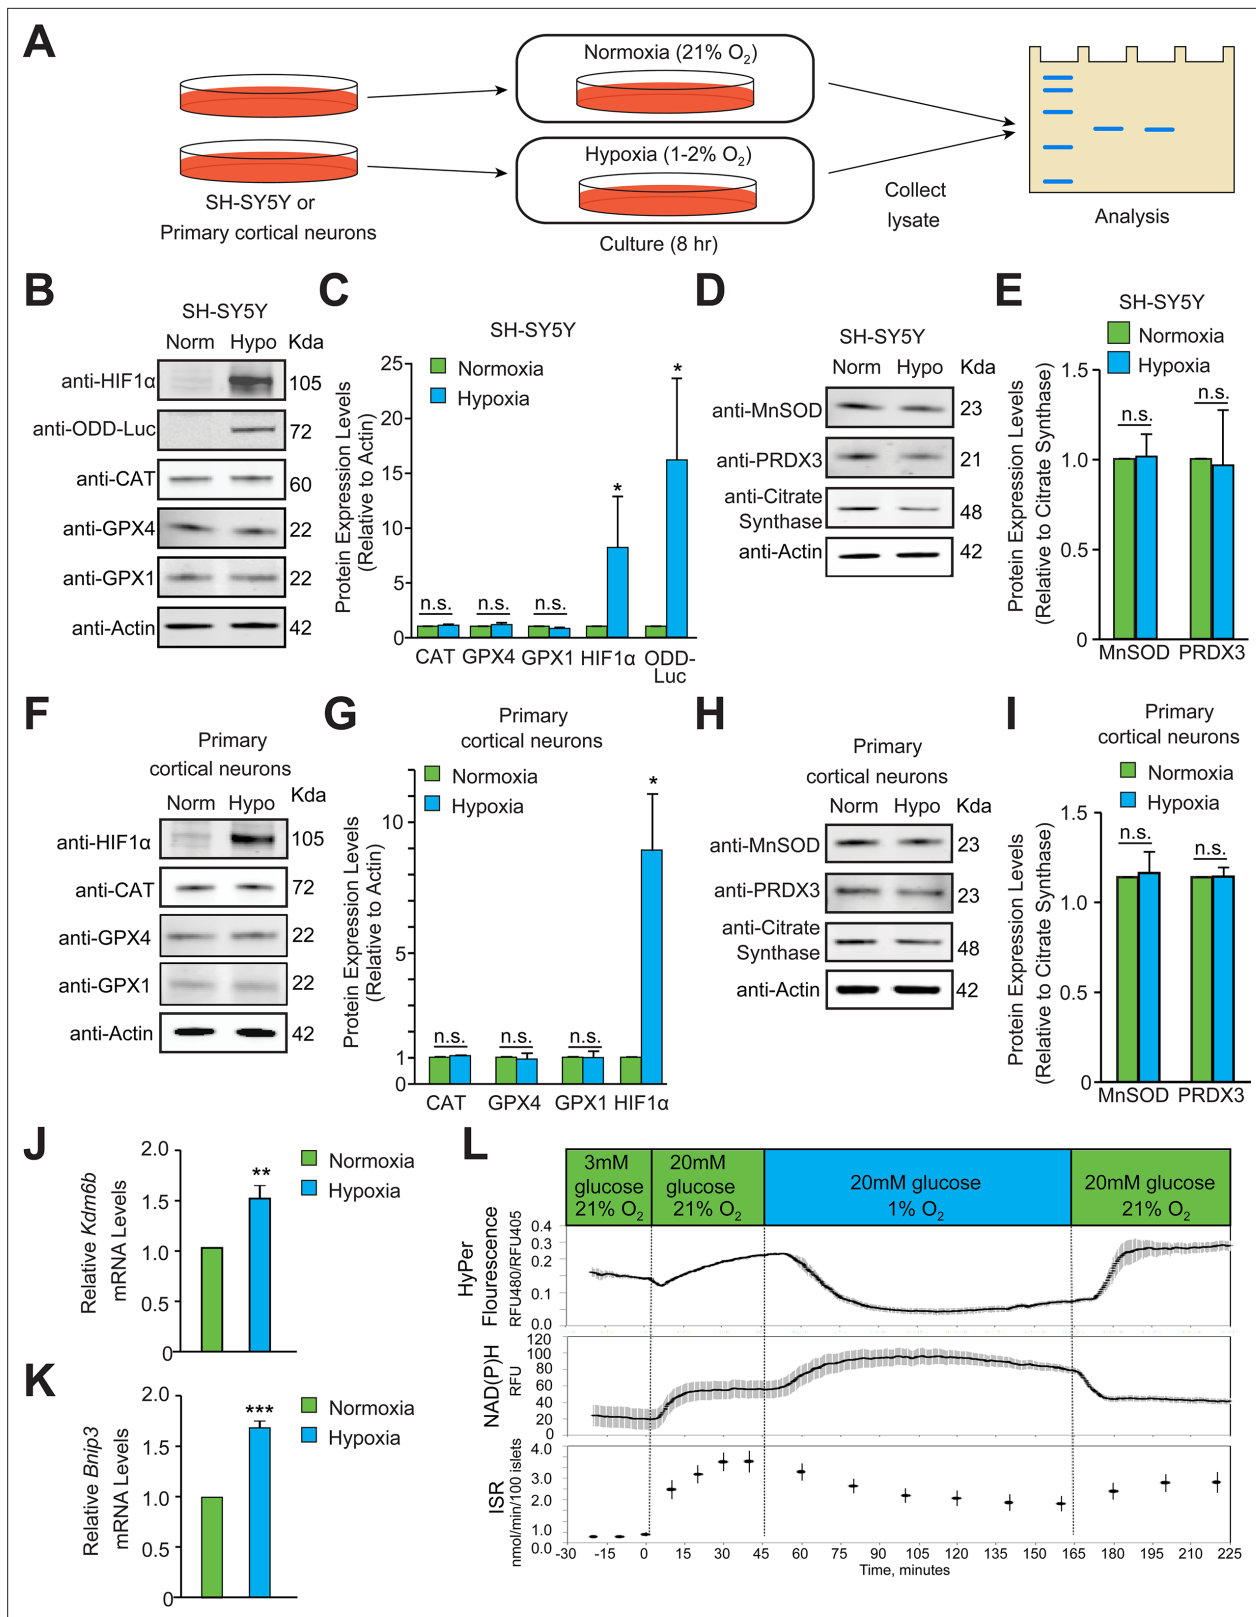 A
Normoxia (21% O2)
Hypoxia (1-2% O2)
SH-SY5Y or
Primary cortical neurons
Culture (8 hr)
Collect
lysate
Analysis
B
SH-SY5Y
Norm Hypo Kda
anti-HIF1α 105
anti-ODD-Luc 72
anti-CAT 60
anti-GPX4 22
anti-GPX1 22
anti-Actin 42
C
SH-SY5Y
Normoxia
Hypoxia
Protein Expression Levels
(Relative to Actin)
25
20
15
10
5
0
n.s. n.s. n.s. * *
CAT GPX4 GPX1 HIF1α ODD-
Luc
D
SH-SY5Y
Norm Hypo Kda
anti-MnSOD 23
anti-PRDX3 21
anti-Citrate
Synthase 48
anti-Actin 42
E
SH-SY5Y
Normoxia
Hypoxia
Protein Expression Levels
(Relative to Citrate Synthase)
1.5
1.0
0.5
0
n.s. n.s.
MnSOD PRDX3
F
Primary
cortical neurons
Norm Hypo Kda
anti-HIF1α 105
anti-CAT 72
anti-GPX4 22
anti-GPX1 22
anti-Actin 42
G
Primary
cortical neurons
Normoxia
Hypoxia
Protein Expression Levels
(Relative to Actin)
10
5
1
0
n.s. n.s. n.s. *
CAT GPX4 GPX1 HIF1α
H
Primary
cortical neurons
Norm Hypo Kda
anti-MnSOD 23
anti-PRDX3 23
anti-Citrate
Synthase 48
anti-Actin 42
I
Primary
cortical neurons
Normoxia
Hypoxia
Protein Expression Levels
(Relative to Citrate Synthase)
1.5
1.0
0.5
0
n.s. n.s.
MnSOD PRDX3
J
Relative Kdm6b
mRNA Levels
2.0
1.5
1.0
0.5
0
**
Normoxia
Hypoxia
K
Relative Bnip3
mRNA Levels
2.0
1.5
1.0
0.5
0
***
Normoxia
Hypoxia
L
3mM
glucose
21% O2
20mM
glucose
21% O2
20mM glucose
1% O2
20mM glucose
21% O2
HyPer
Flourescence
RFU480/RFU405
0.4
0.3
0.2
0.1
0.0
NAD(P)H
RFU
120
100
80
60
40
20
0
ISR
nmol/min/100 islets
4.0
3.0
2.0
1.0
0.0
-30 -15 0 15 30 45 60 75 90 105 120 135 150 165 180 195 210 225
Time, minutes